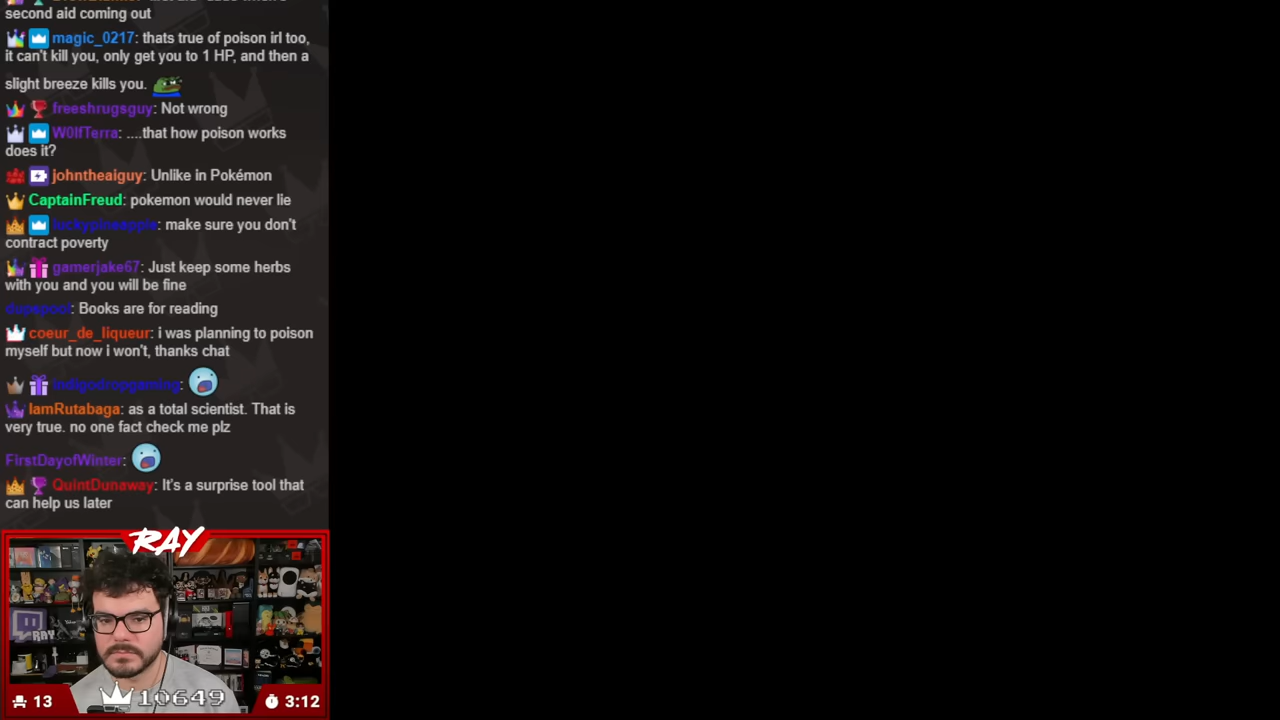 second aid coming out
magic_0217: thats true of poison irl too,
it can't kill you, only get you to 1 HP, and then a
slight breeze kills you.
freeshrugsguy: Not wrong
W0lfTerra: ....that how poison works
does it?
johntheaiguy: Unlike in Pokémon
CaptainFreud: pokemon would never lie
luckypineapple: make sure you don't
contract poverty
gamerjake67: Just keep some herbs
with you and you will be fine
: Books are for reading
coeur_de_liqueur: i was planning to poison
myself but now i won't, thanks chat
IamRutabaga: as a total scientist. That is
very true. no one fact check me plz
FirstDayofWinter:
QuintDunaway: It's a surprise tool that
can help us later
RAY
RAY
13
10649
3:12